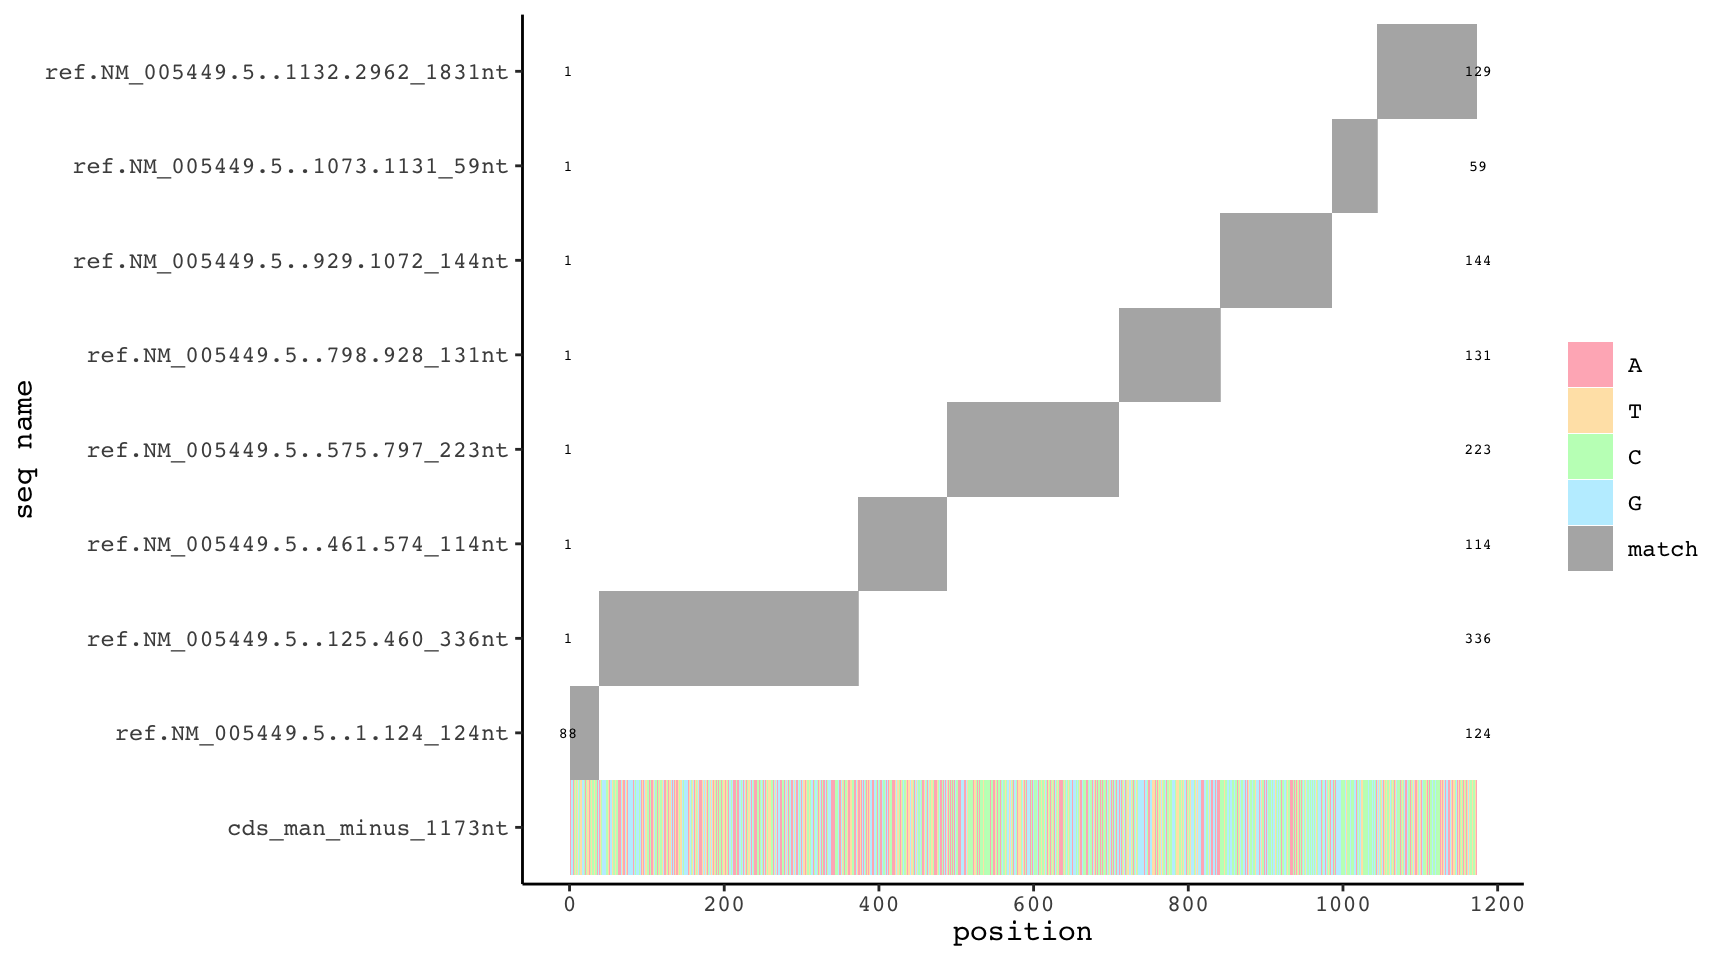 ref.NM_005449.5..1132.2962_1831nt 1 129
ref.NM_005449.5..1073.1131_59nt 1 59
ref.NM_005449.5..929.1072_144nt 1 144
ref.NM_005449.5..798.928_131nt 1 131
ref.NM_005449.5..575.797_223nt 1 223
ref.NM_005449.5..461.574_114nt 1 114
ref.NM_005449.5..125.460_336nt 1 336
ref.NM_005449.5..1.124_124nt 88 124
cds_man_minus_1173nt
seq name
0 200 400 600 800 1000 1200
position
A
T
C
G
match